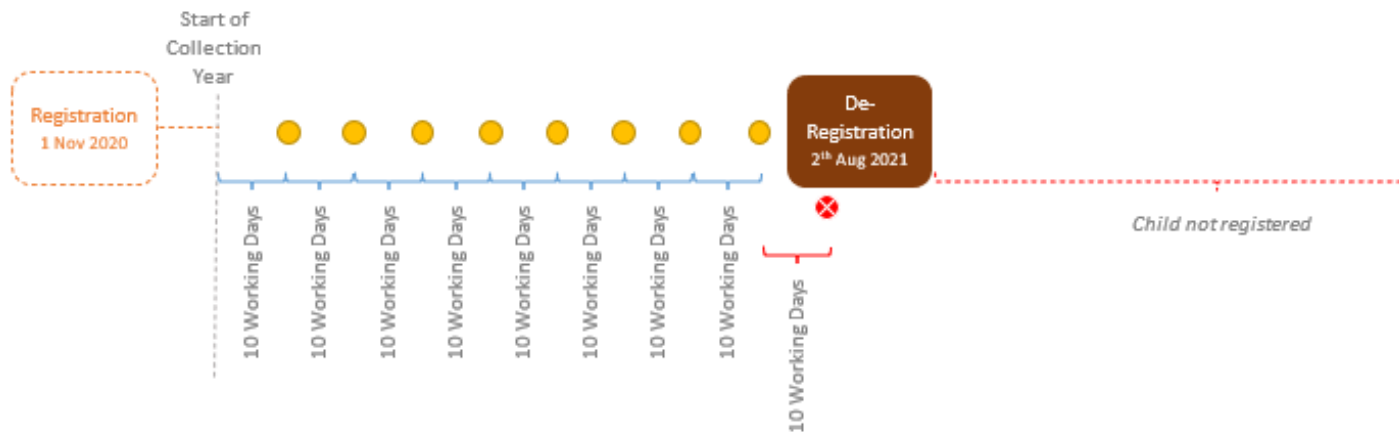 Start of
Collection
Year
Registration
1 Nov 2020
De-
Registration
2th Aug 2021
Child not registered
10 Working Days
10 Working Days
10 Working Days
10 Working Days
10 Working Days
10 Working Days
10 Working Days
10 Working Days
10 Working Days